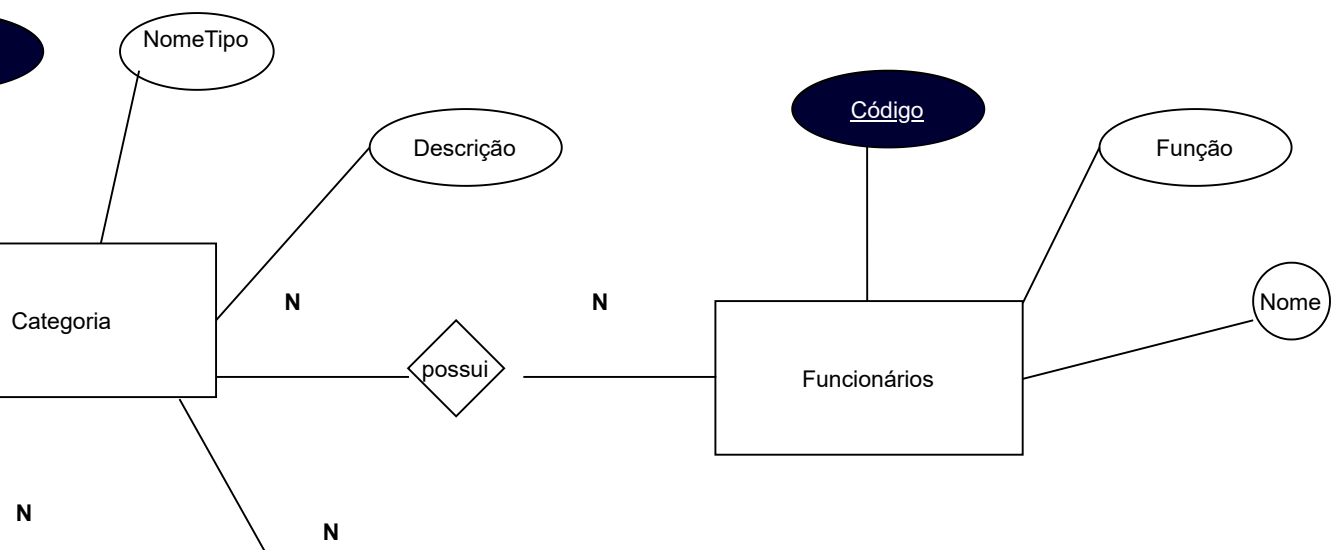 NomeTipo
Código
Descrição
Função
N
N
Nome
Categoria
possui
Funcionários
N
N